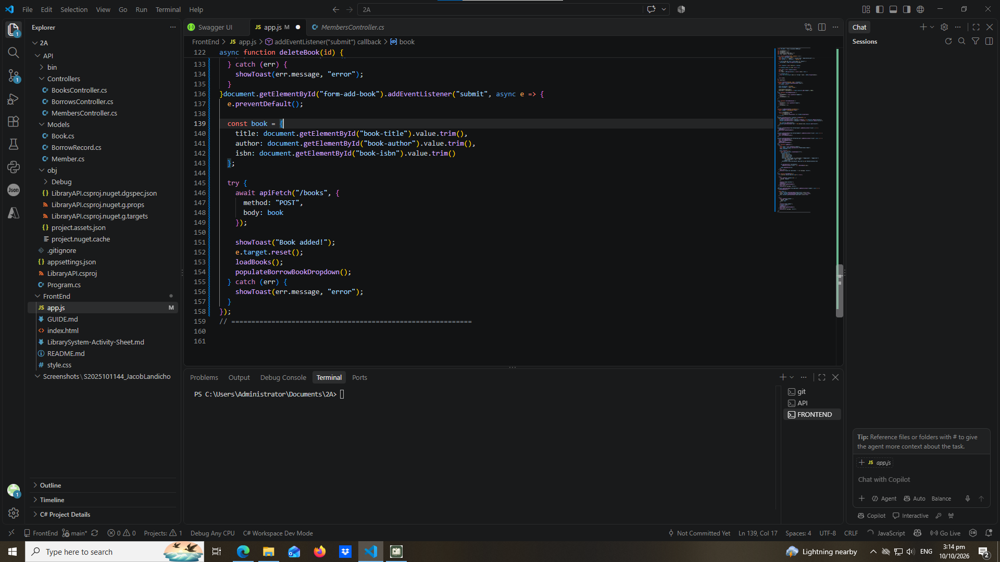 File Edit Selection View Go Run Terminal Help
2A
Explorer
2A
API
bin
Controllers
BooksController.cs
BorrowsController.cs
MembersController.cs
Models
Book.cs
BorrowRecord.cs
Member.cs
obj
Debug
LibraryAPI.csproj.nuget.dgspec.json
LibraryAPI.csproj.nuget.g.props
LibraryAPI.csproj.nuget.g.targets
project.assets.json
project.nuget.cache
.gitignore
appsettings.json
LibraryAPI.csproj
Program.cs
FrontEnd
JS app.js M
GUIDE.md
index.html
LibrarySystem-Activity-Sheet.md
README.md
style.css
Screenshots\S2025101144_JacobLandicho
Outline
Timeline
C# Project Details
Swagger UI
JS app.js M
MembersController.cs
FrontEnd > JS app.js > addEventListener("submit") callback > book
122 async function deleteBook(id) {
133 } catch (err) {
134 showToast(err.message, "error");
135 }
136 }document.getElementById("form-add-book").addEventListener("submit", async e => {
137 e.preventDefault();
138
139 const book = {
140 title: document.getElementById("book-title").value.trim(),
141 author: document.getElementById("book-author").value.trim(),
142 isbn: document.getElementById("book-isbn").value.trim()
143 };
144
145 try {
146 await apiFetch("/books", {
147 method: "POST",
148 body: book
149 });
150
151 showToast("Book added!");
152 e.target.reset();
153 loadBooks();
154 populateBorrowBookDropdown();
155 } catch (err) {
156 showToast(err.message, "error");
157 }
158 });
159 // ============================================================
160
161
Problems Output Debug Console Terminal Ports
PS C:\Users\Administrator\Documents\2A>
git
API
FRONTEND
Chat
Sessions
Tip: Reference files or folders with # to give
the agent more context about the task.
JS app.js
Chat with Copilot
Agent Auto Balance
Copilot Interactive
FrontEnd main* 0 0 Projects: 1 Debug Any CPU C# Workspace Dev Mode
Not Committed Yet Ln 139, Col 17 Spaces: 4 UTF-8 CRLF JavaScript Go Live
Type here to search
Lightning nearby
ENG
3:14 pm
10/10/2026
2